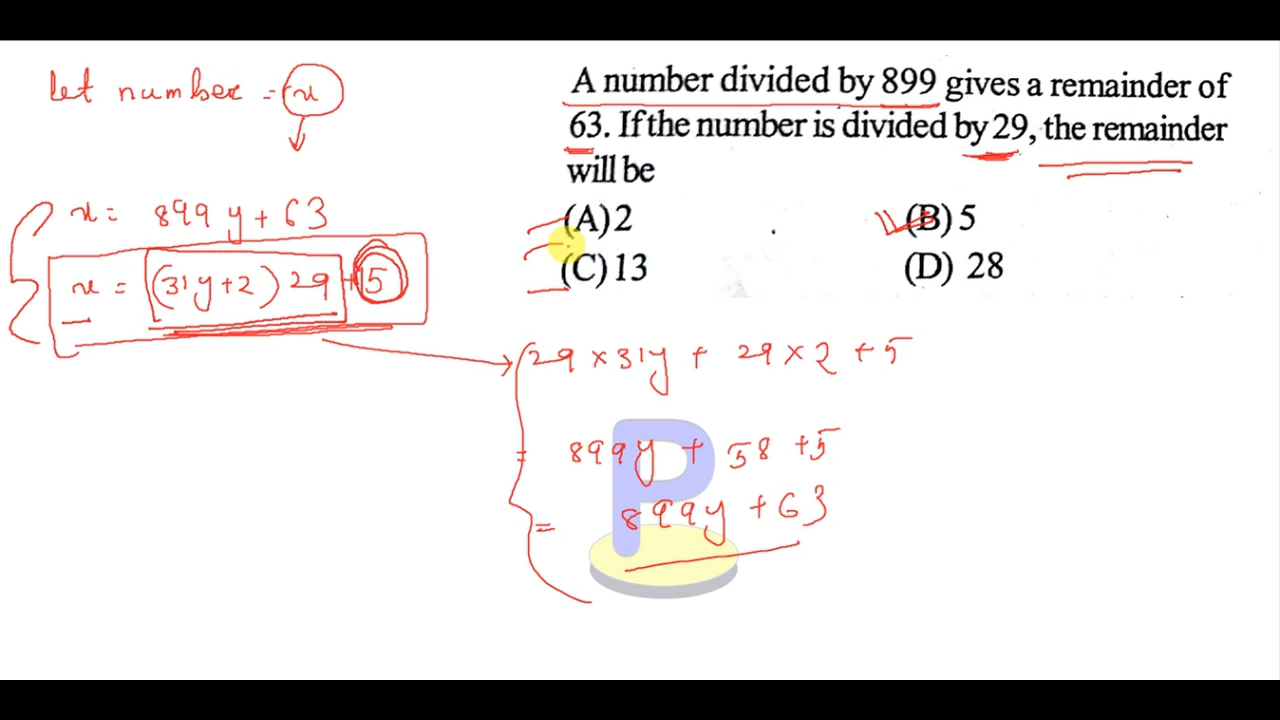 let number = x
A number divided by 899 gives a remainder of
63. If the number is divided by 29, the remainder
will be
(A) 2
(B) 5
(C) 13
(D) 28
x = 899y + 63
x = (31y+2) 29 + 5
29 × 31y + 29 × 2 + 5
= 899y + 58 + 5
= 899y + 63
P